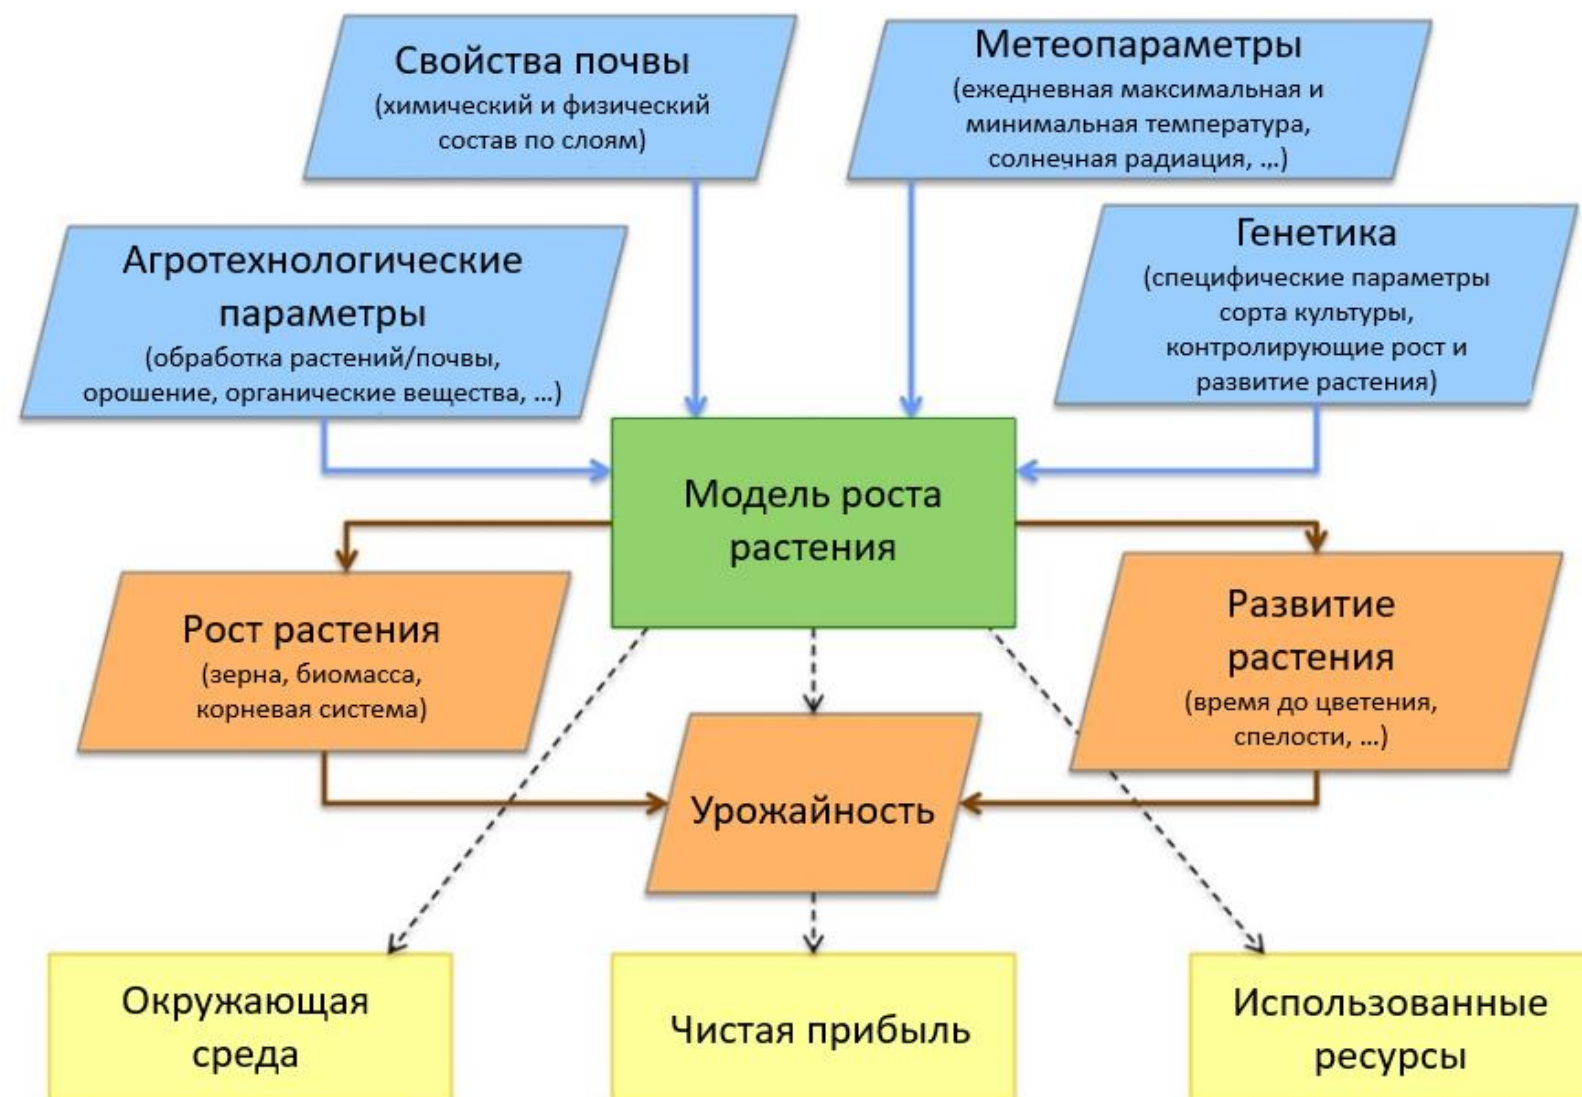 Свойства почвы
(химический и физический
состав по слоям)
Метеопараметры
(ежедневная максимальная и
минимальная температура,
солнечная радиация, ...)
Агротехнологические
параметры
(обработка растений/почвы,
орошение, органические вещества, ...)
Генетика
(специфические параметры
сорта культуры,
контролирующие рост и
развитие растения)
Модель роста
растения
Рост растения
(зерна, биомасса,
корневая система)
Развитие
растения
(время до цветения,
спелости, ...)
Урожайность
Окружающая
среда
Чистая прибыль
Использованные
ресурсы